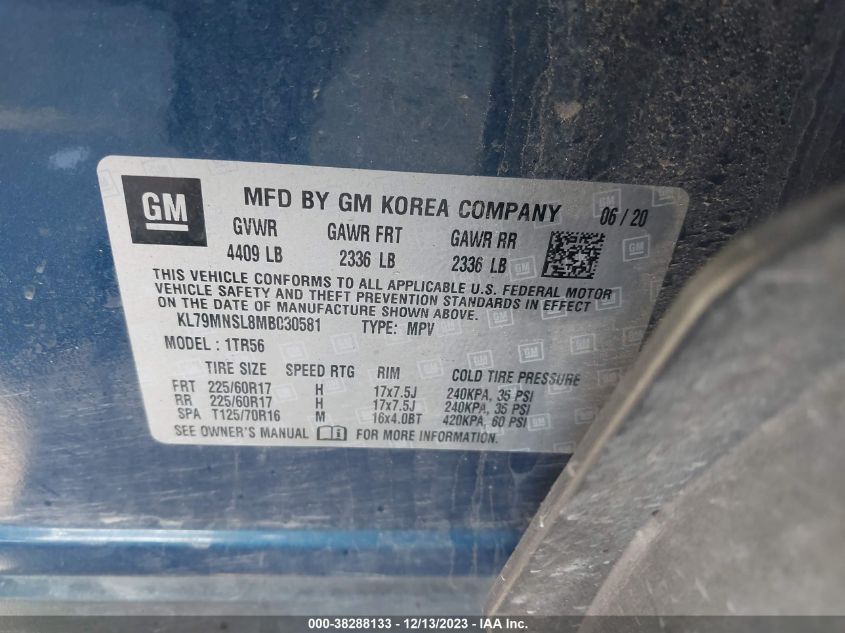 GM MFD BY GM KOREA COMPANY 06 / 20
GVWR GAWR FRT GAWR RR
4409 LB 2336 LB 2336 LB
THIS VEHICLE CONFORMS TO ALL APPLICABLE U.S. FEDERAL MOTOR
VEHICLE SAFETY AND THEFT PREVENTION STANDARDS IN EFFECT
ON THE DATE OF MANUFACTURE SHOWN ABOVE.
KL79MNSL8MB030581 TYPE: MPV
MODEL : 1TR56
TIRE SIZE SPEED RTG RIM COLD TIRE PRESSURE
FRT 225/60R17 H 17x7.5J 240KPA, 35 PSI
RR 225/60R17 H 17x7.5J 240KPA, 35 PSI
SPA T125/70R16 M 16x4.0BT 420KPA, 60 PSI
SEE OWNER'S MANUAL FOR MORE INFORMATION.
000-38288133 - 12/13/2023 - IAA Inc.